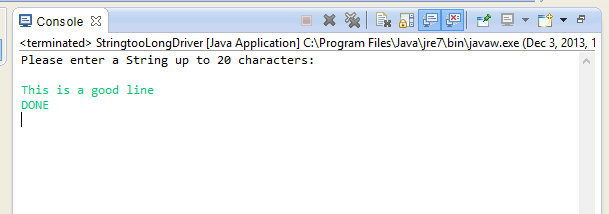 Console
<terminated> StringtooLongDriver [Java Application] C:\Program Files\Java\jre7\bin\javaw.exe (Dec 3, 2013, 1
Please enter a String up to 20 characters:
This is a good line
DONE